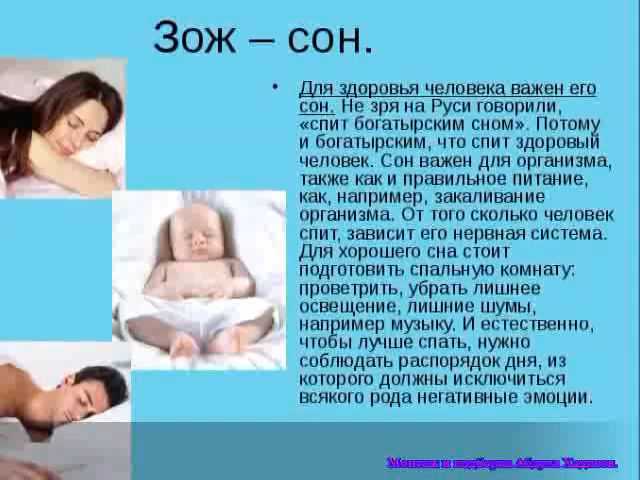 Зож – сон.
• Для здоровья человека важен его
сон. Не зря на Руси говорили,
«спит богатырским сном». Потому
и богатырским, что спит здоровый
человек. Сон важен для организма,
также как и правильное питание,
как, например, закаливание
организма. От того сколько человек
спит, зависит его нервная система.
Для хорошего сна стоит
подготовить спальную комнату:
проветрить, убрать лишнее
освещение, лишние шумы,
например музыку. И естественно,
чтобы лучше спать, нужно
соблюдать распорядок дня, из
которого должны исключиться
всякого рода негативные эмоции.
Монтаж и подборка